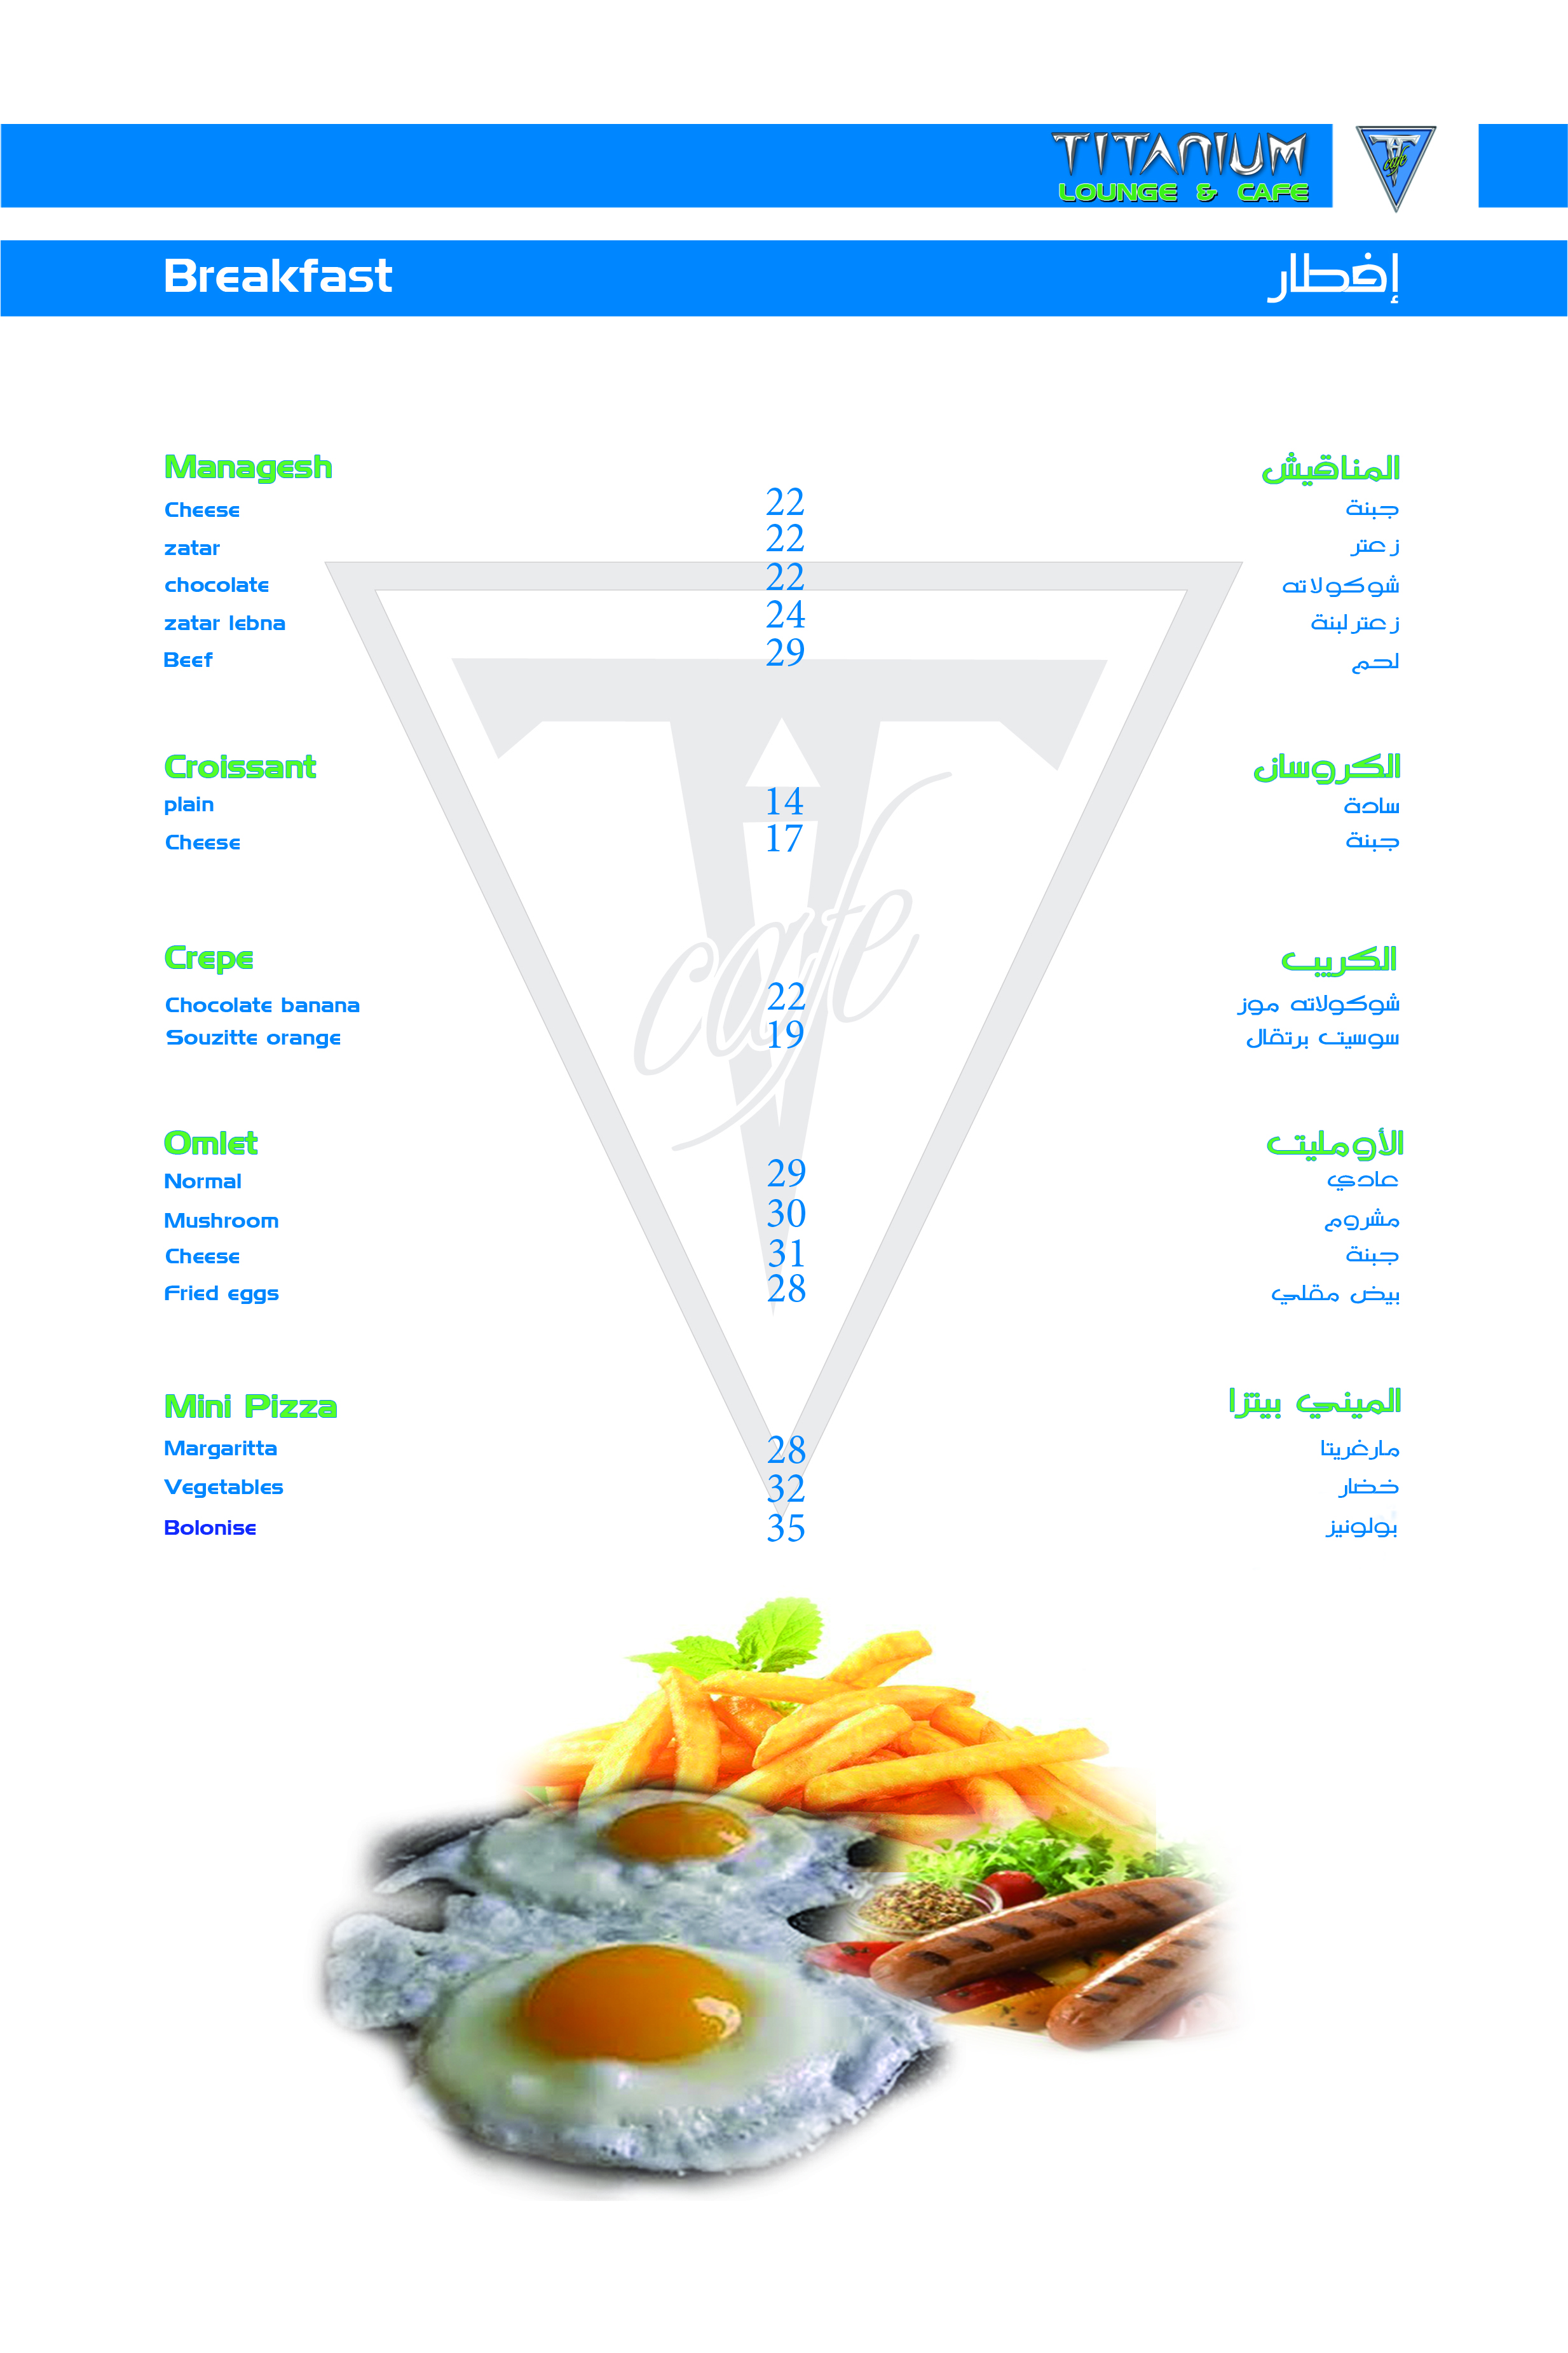 TITANIUM
LOUNGE & CAFE
T cafe
Breakfast إفطار
Managesh المناقيش
Cheese 22 جبنة
zatar 22 زعتر
chocolate 22 شوكولاته
zatar lebna 24 زعتر لبنة
Beef 29 لحم
Croissant الكروسان
plain 14 سادة
Cheese 17 جبنة
Crepe الكريب
Chocolate banana 22 شوكولاته موز
Souzitte orange 19 سوسيت برتقال
Omlet الأومليت
Normal 29 عادي
Mushroom 30 مشروم
Cheese 31 جبنة
Fried eggs 28 بيض مقلي
Mini Pizza الميني بيتزا
Margaritta 28 مارغريتا
Vegetables 32 خضار
Bolonise 35 بولونيز
T cafe